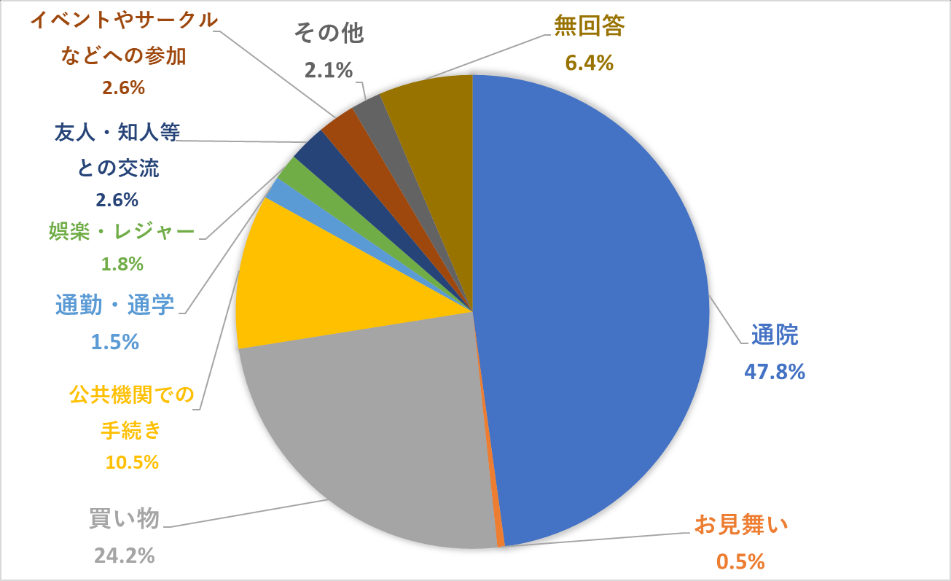 無回答
6.4%
通院
47.8%
お見舞い
0.5%
買い物
24.2%
公共機関での
手続き
10.5%
通勤・通学
1.5%
娯楽・レジャー
1.8%
友人・知人等
との交流
2.6%
イベントやサークル
などへの参加
2.6%
その他
2.1%